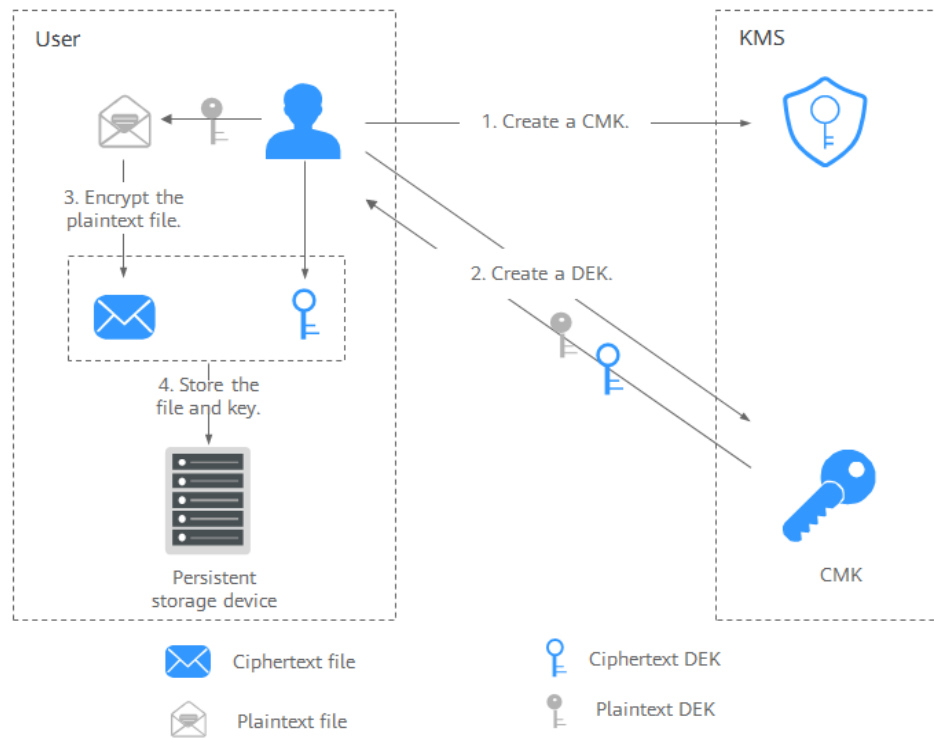 User
KMS
1. Create a CMK.
3. Encrypt the
plaintext file.
2. Create a DEK.
4. Store the
file and key.
Persistent
storage device
CMK
Ciphertext file
Ciphertext DEK
Plaintext file
Plaintext DEK